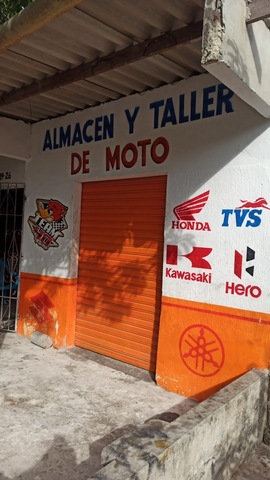 ALMACEN Y TALLER
DE MOTO
HONDA
TVS
Kawasaki
Hero